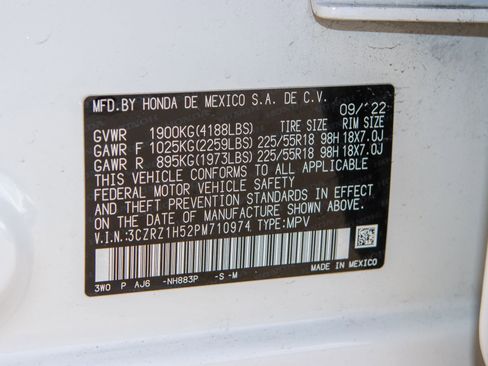 MFD.BY HONDA DE MEXICO S.A. DE C.V.
09/'22
GVWR 1900KG(4188LBS) TIRE SIZE RIM SIZE
GAWR F 1025KG(2259LBS) 225/55R18 98H 18X7.0J
GAWR R 895KG(1973LBS) 225/55R18 98H 18X7.0J
THIS VEHICLE CONFORMS TO ALL APPLICABLE
FEDERAL MOTOR VEHICLE SAFETY
AND THEFT PREVENTION STANDARDS IN EFFECT
ON THE DATE OF MANUFACTURE SHOWN ABOVE.
V.I.N.:3CZRZ1H52PM710974 TYPE:MPV
3WO P AJ6 -NH883P -S -M
MADE IN MEXICO